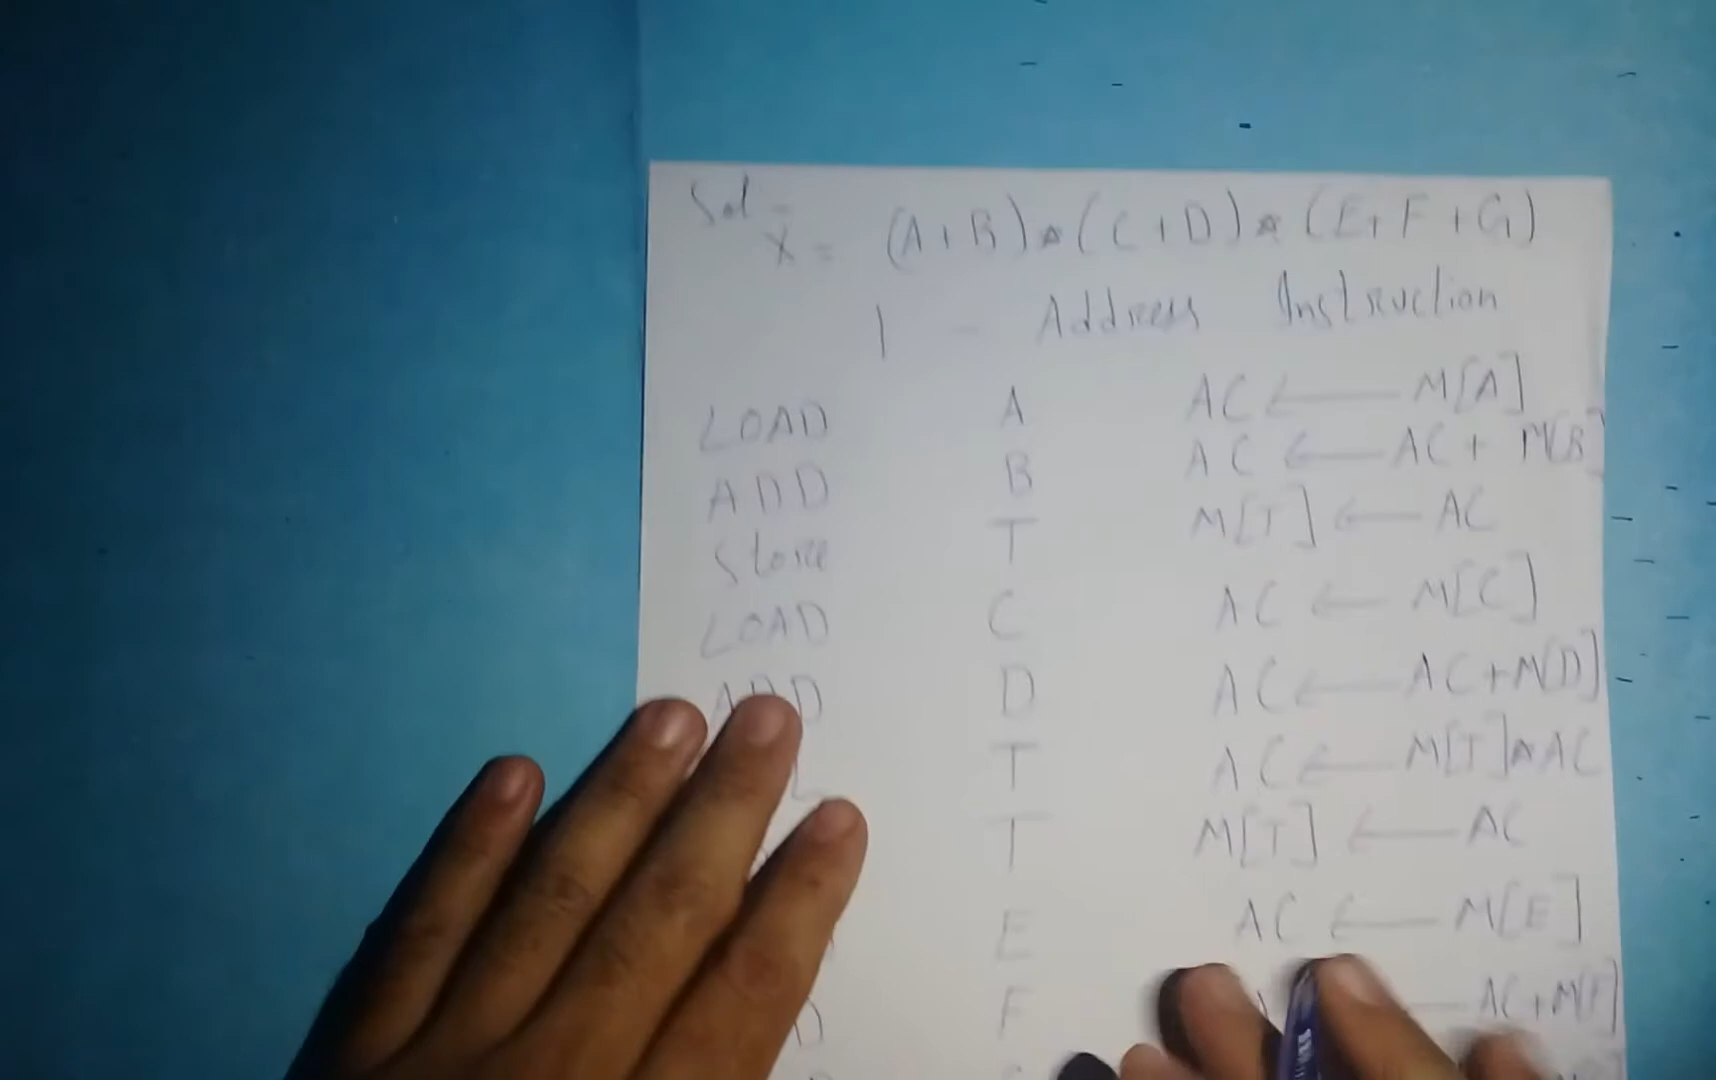 Sol -
X = (A+B) * (C+D) * (E+F+G)
1 - Address Instruction
LOAD A AC ← M[A]
ADD B AC ← AC + M[B]
Store T M[T] ← AC
LOAD C AC ← M[C]
ADD D AC ← AC+M[D]
T AC ← M[T]*AC
T M[T] ← AC
E AC ← M[E]
F AC+M[F]